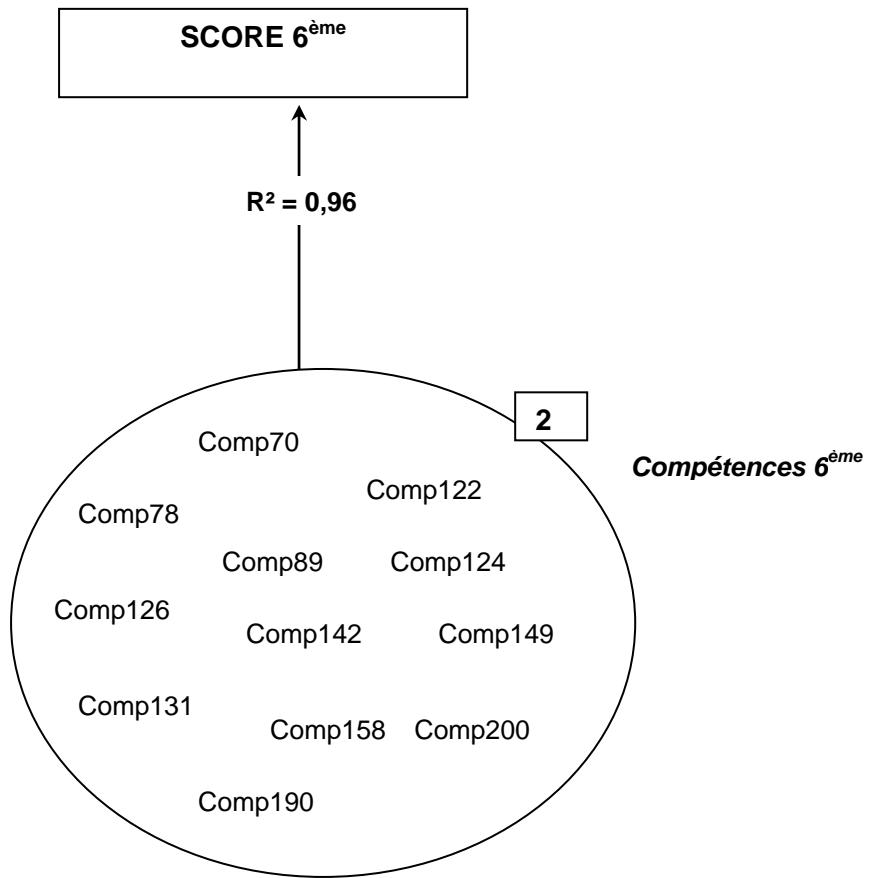 SCORE 6ème
R² = 0,96
2
Comp70
Compétences 6ème
Comp122
Comp78
Comp89 Comp124
Comp126
Comp142 Comp149
Comp131
Comp158 Comp200
Comp190